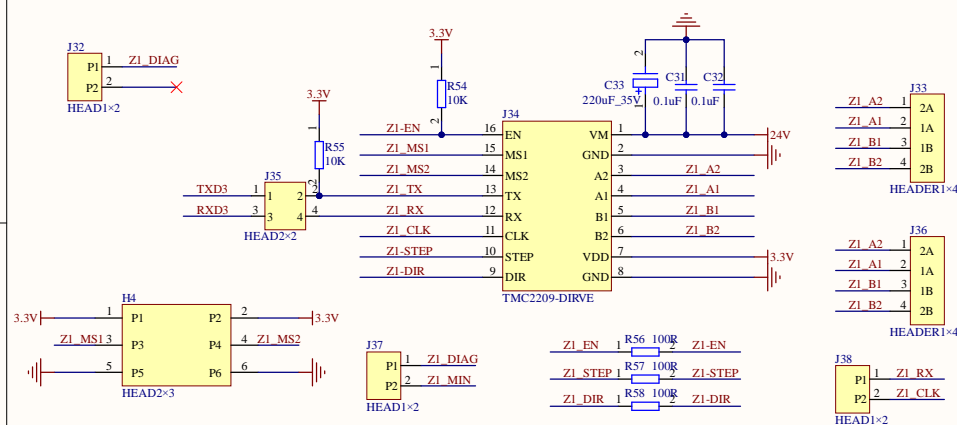 J32
P1 1 Z1_DIAG
P2 2
HEAD1×2
3.3V
1
R54
10K
2
3.3V
1
R55
10K
2
J35
TXD3 1 1 2 2
RXD3 3 3 4 4
HEAD2×2
J34
Z1-EN 16 EN VM 1 24V
Z1_MS1 15 MS1 GND 2
Z1_MS2 14 MS2 A2 3 Z1_A2
Z1_TX 13 TX A1 4 Z1_A1
Z1_RX 12 RX B1 5 Z1_B1
Z1_CLK 11 CLK B2 6 Z1_B2
Z1-STEP 10 STEP VDD 7 3.3V
Z1-DIR 9 DIR GND 8
TMC2209-DIRVE
2
C33 C31 C32
220uF_35V 0.1uF 0.1uF
+
1
J33
Z1_A2 1 2A
Z1_A1 2 1A
Z1_B1 3 1B
Z1_B2 4 2B
HEADER1×4
J36
Z1_A2 1 2A
Z1_A1 2 1A
Z1_B1 3 1B
Z1_B2 4 2B
HEADER1×4
H4
3.3V 1 P1 P2 2 3.3V
Z1_MS1 3 P3 P4 4 Z1_MS2
5 P5 P6 6
HEAD2×3
J37
P1 1 Z1_DIAG
P2 2 Z1_MIN
HEAD1×2
Z1_EN 1 R56 100R 2 Z1-EN
Z1_STEP 1 R57 100R 2 Z1-STEP
Z1_DIR 1 R58 100R 2 Z1-DIR
J38
P1 1 Z1_RX
P2 2 Z1_CLK
HEAD1×2